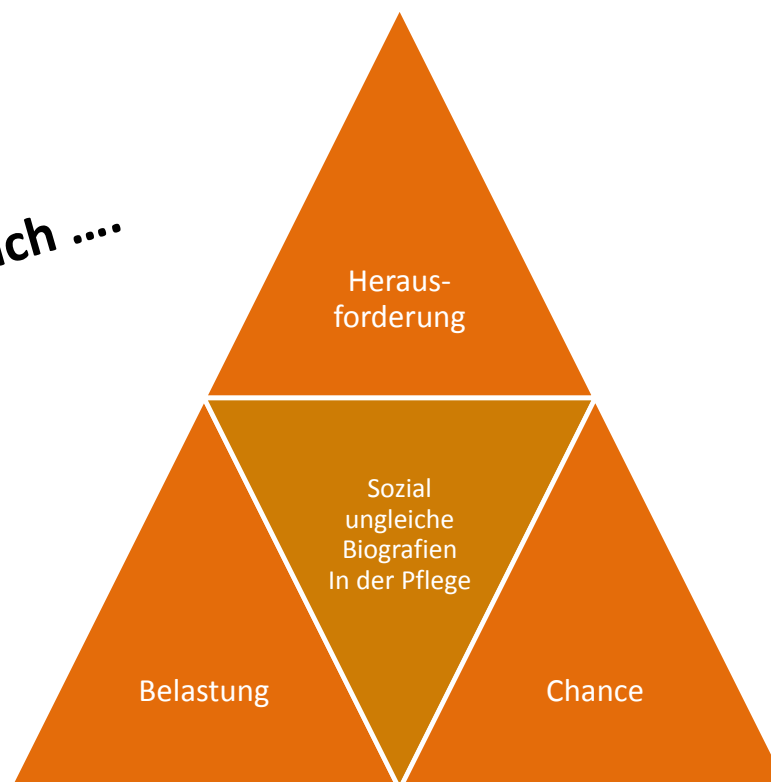 ch ....
Heraus-
forderung
Sozial
ungleiche
Biografien
In der Pflege
Belastung
Chance